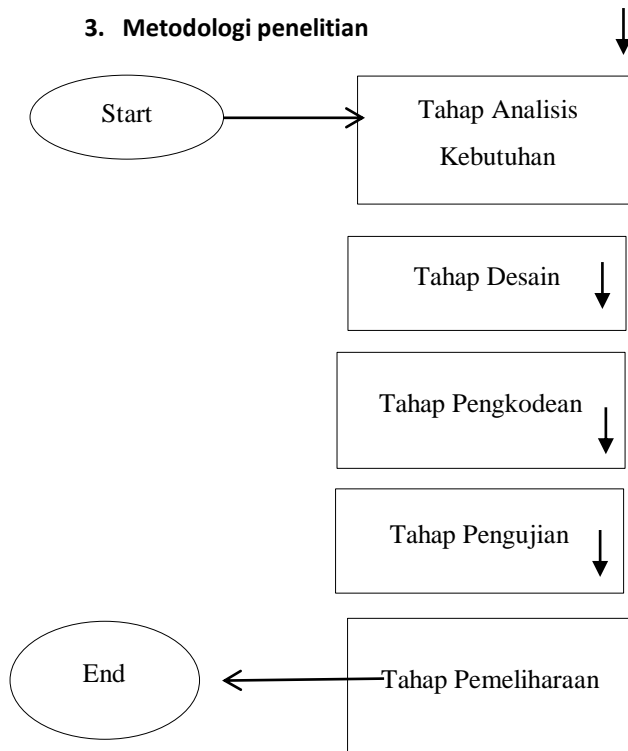 3. Metodologi penelitian
Start
Tahap Analisis
Kebutuhan
Tahap Desain
Tahap Pengkodean
Tahap Pengujian
Tahap Pemeliharaan
End